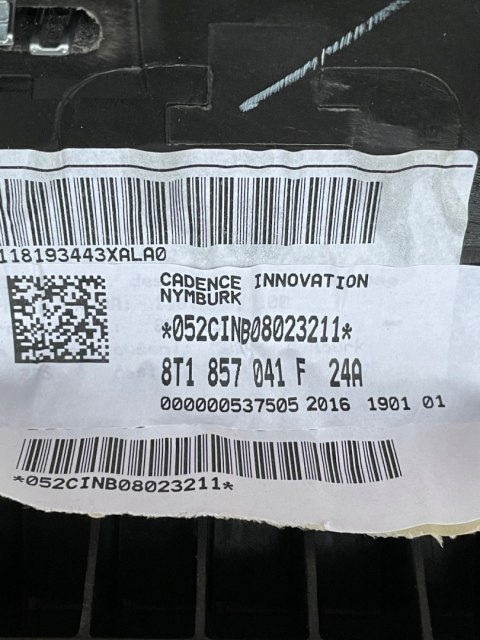 118193443XALA0
CADENCE INNOVATION
NYMBURK
*052CINB08023211*
8T1 857 041 F 24A
000000537505 2016 1901 01
*052CINB08023211*